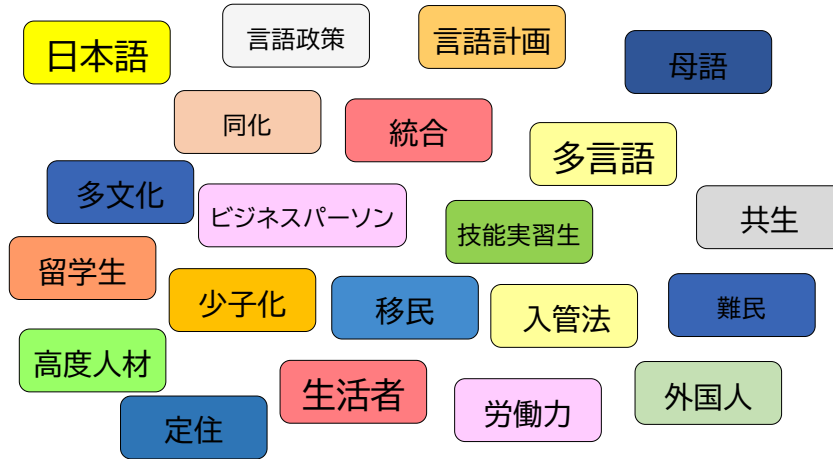 日本語
言語政策
言語計画
母語
同化
統合
多言語
多文化
ビジネスパーソン
技能実習生
共生
留学生
少子化
移民
入管法
難民
高度人材
生活者
労働力
外国人
定住